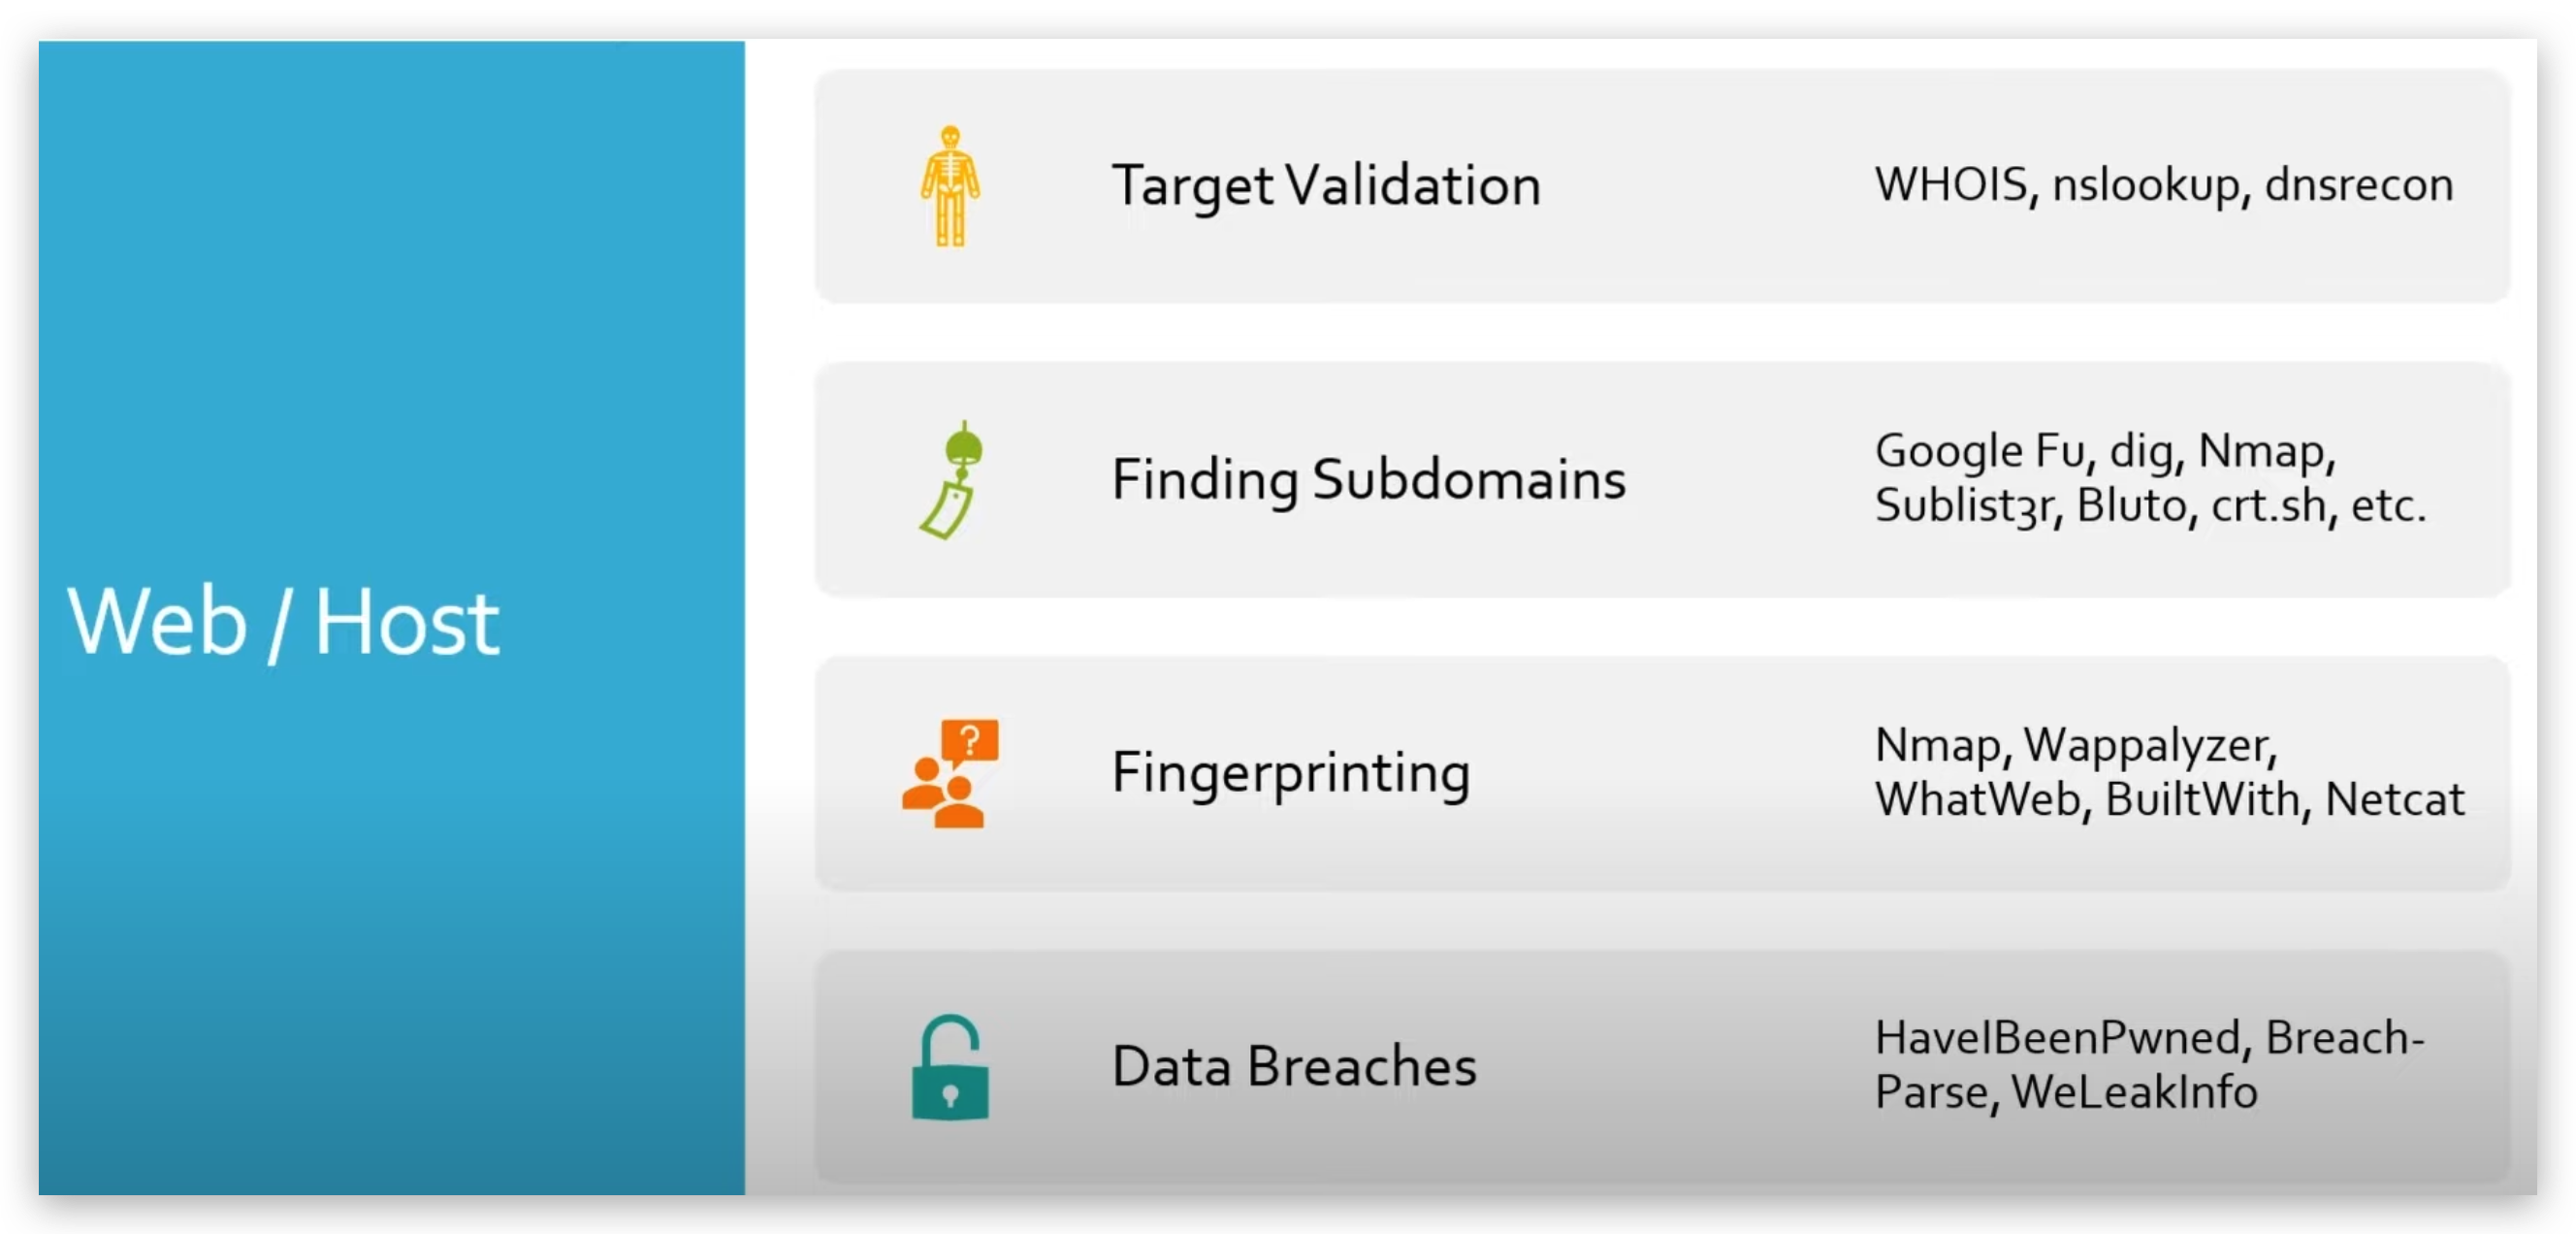 Web / Host
Target Validation
WHOIS, nslookup, dnsrecon
Finding Subdomains
Google Fu, dig, Nmap,
Sublist3r, Bluto, crt.sh, etc.
?
Fingerprinting
Nmap, Wappalyzer,
WhatWeb, BuiltWith, Netcat
Data Breaches
HaveIBeenPwned, Breach-
Parse, WeLeakInfo